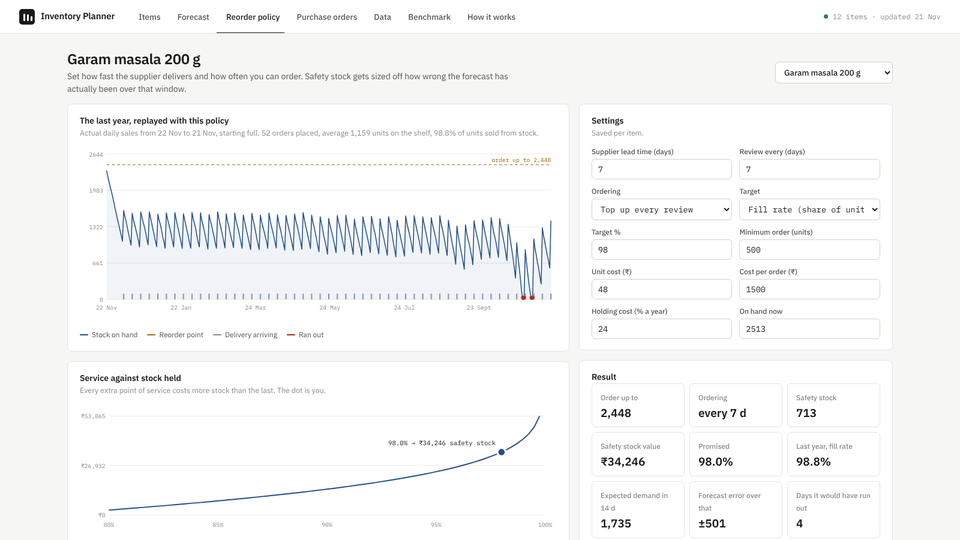 Inventory Planner
Items
Forecast
Reorder policy
Purchase orders
Data
Benchmark
How it works
12 items · updated 21 Nov
Garam masala 200 g
Set how fast the supplier delivers and how often you can order. Safety stock gets sized off how wrong the forecast has
actually been over that window.
Garam masala 200 g
The last year, replayed with this policy
Actual daily sales from 22 Nov to 21 Nov, starting full. 52 orders placed, average 1,159 units on the shelf, 98.8% of units sold from stock.
2644
order up to 2,448
1983
1322
661
0
22 Nov
22 Jan
24 Mar
24 May
24 Jul
23 Sept
Stock on hand
Reorder point
Delivery arriving
Ran out
Settings
Saved per item.
Supplier lead time (days)
Review every (days)
7
7
Ordering
Target
Top up every review
Fill rate (share of unit
Target %
Minimum order (units)
98
500
Unit cost (₹)
Cost per order (₹)
48
1500
Holding cost (% a year)
On hand now
24
2513
Service against stock held
Every extra point of service costs more stock than the last. The dot is you.
₹53,865
98.0% → ₹34,246 safety stock
₹26,932
₹0
80%
85%
90%
95%
100%
Result
Order up to
2,448
Ordering
every 7 d
Safety stock
713
Safety stock value
₹34,246
Promised
98.0%
Last year, fill rate
98.8%
Expected demand in
14 d
1,735
Forecast error over
that
±501
Days it would have run
out
4